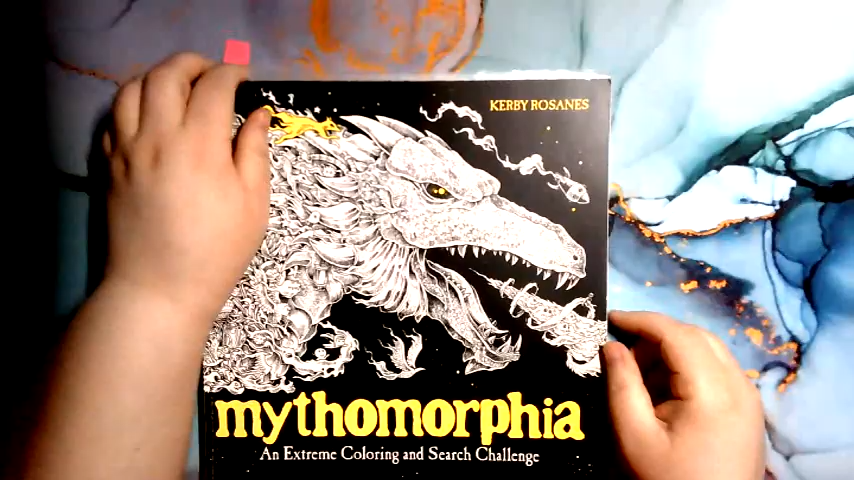 KERBY ROSANES
mythomorphia
An Extreme Coloring and Search Challenge